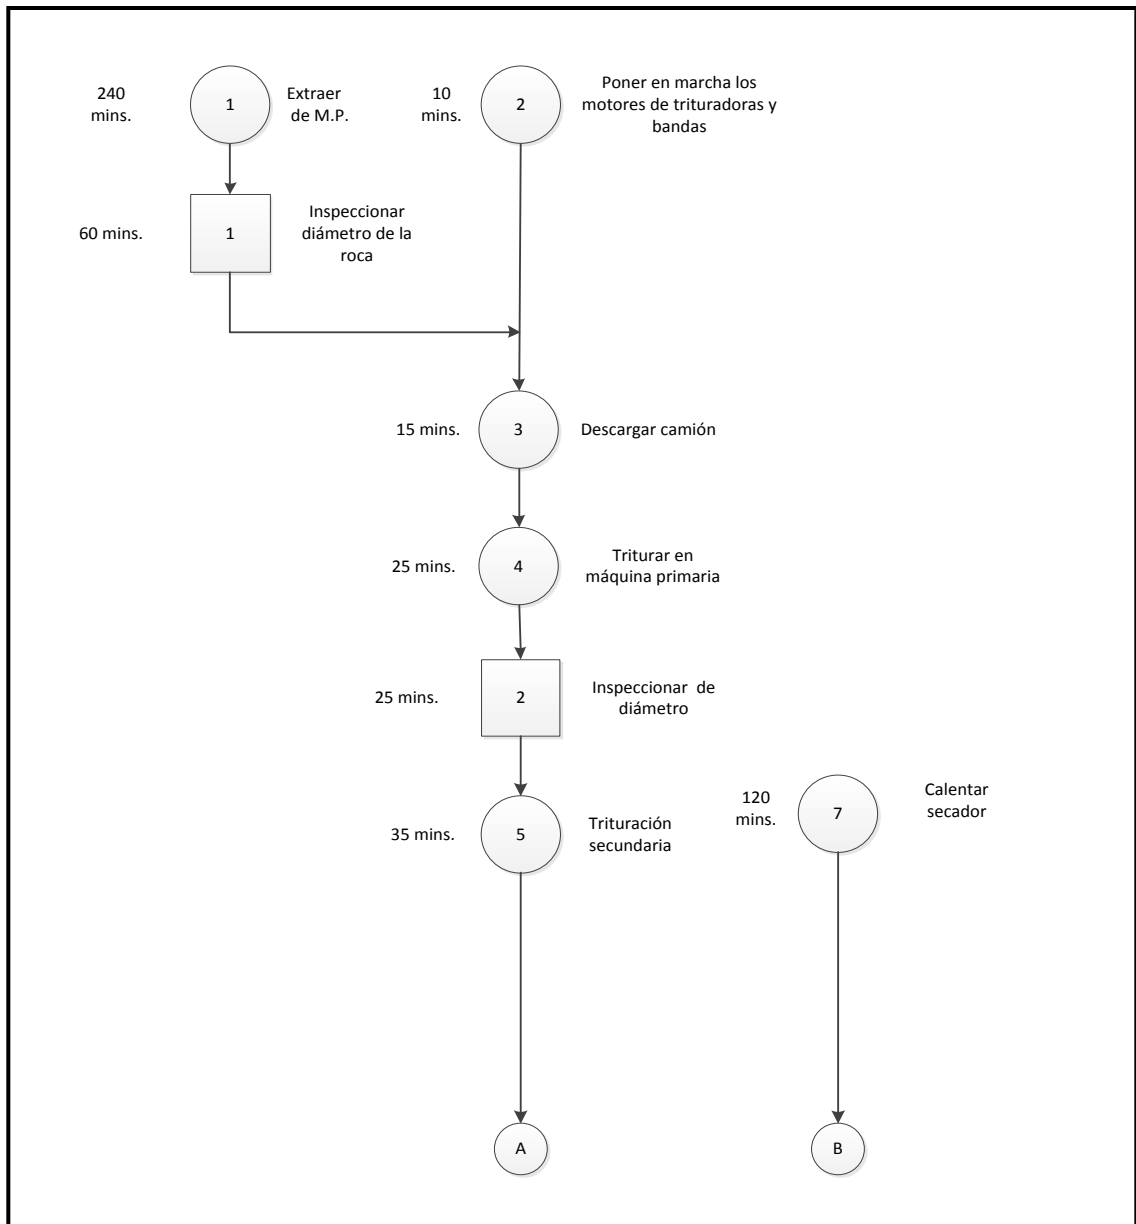 240
mins.
1
Extraer
de M.P.
10
mins.
2
Poner en marcha los
motores de trituradoras y
bandas
60 mins.
1
Inspeccionar
diámetro de la
roca
15 mins.
3
Descargar camión
25 mins.
4
Triturar en
máquina primaria
25 mins.
2
Inspeccionar de
diámetro
35 mins.
5
Trituración
secundaria
120
mins.
7
Calentar
secador
A
B